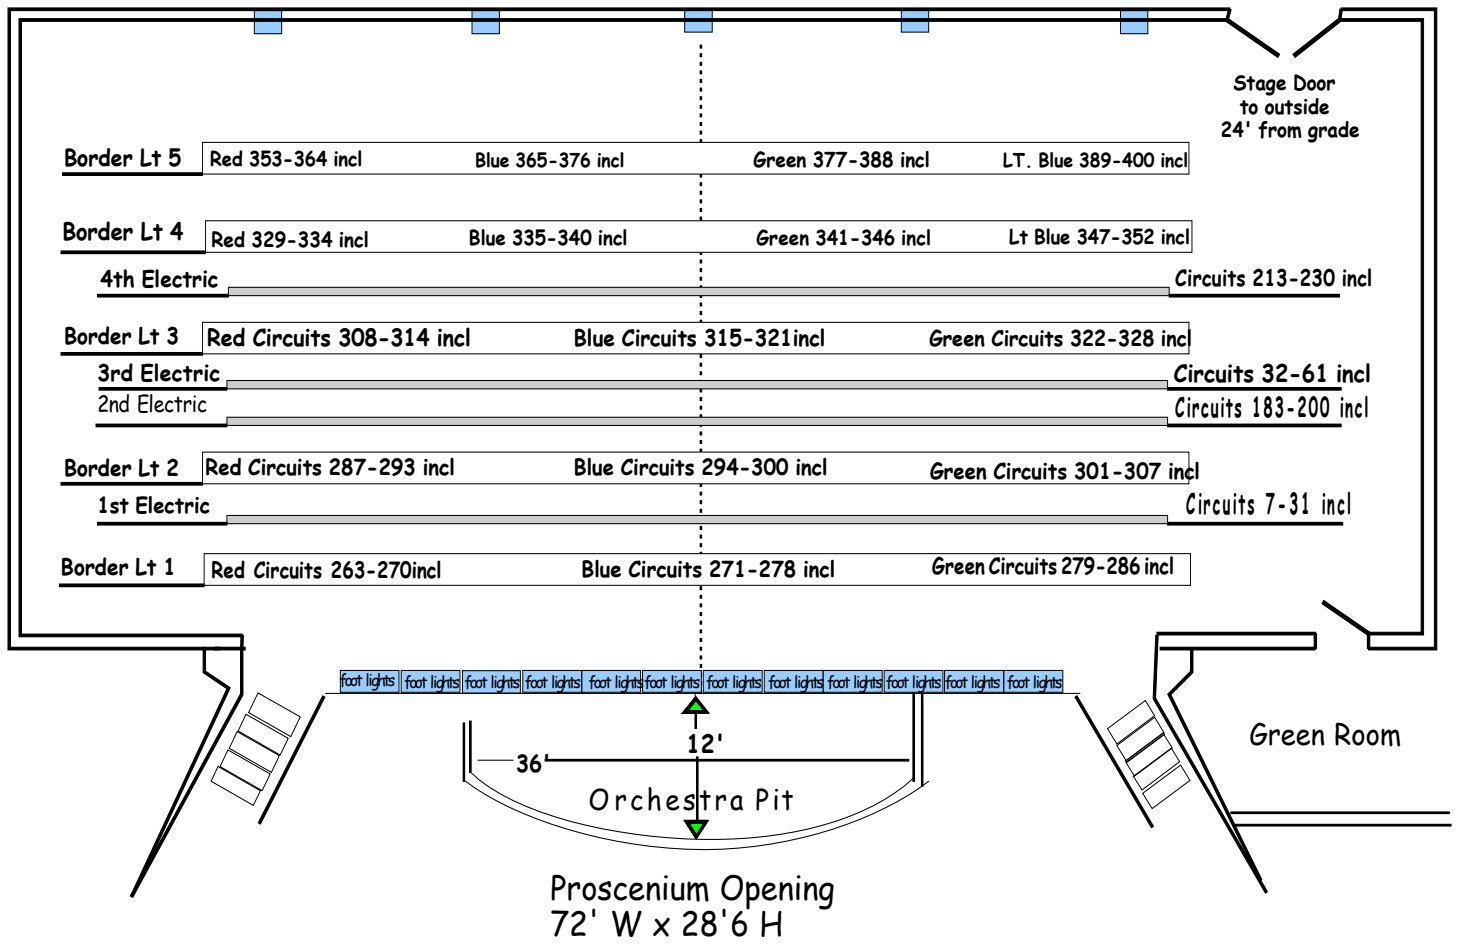 Stage Door
to outside
24' from grade
Border Lt 5 Red 353-364 incl Blue 365-376 incl Green 377-388 incl LT. Blue 389-400 incl
Border Lt 4 Red 329-334 incl Blue 335-340 incl Green 341-346 incl Lt Blue 347-352 incl
4th Electric Circuits 213-230 incl
Border Lt 3 Red Circuits 308-314 incl Blue Circuits 315-321incl Green Circuits 322-328 incl
3rd Electric Circuits 32-61 incl
2nd Electric Circuits 183-200 incl
Border Lt 2 Red Circuits 287-293 incl Blue Circuits 294-300 incl Green Circuits 301-307 incl
1st Electric Circuits 7-31 incl
Border Lt 1 Red Circuits 263-270incl Blue Circuits 271-278 incl Green Circuits 279-286 incl
foot lights foot lights foot lights foot lights foot lights foot lights foot lights foot lights foot lights foot lights foot lights foot lights
Green Room
12'
36'
Orchestra Pit
Proscenium Opening
72' W x 28'6 H